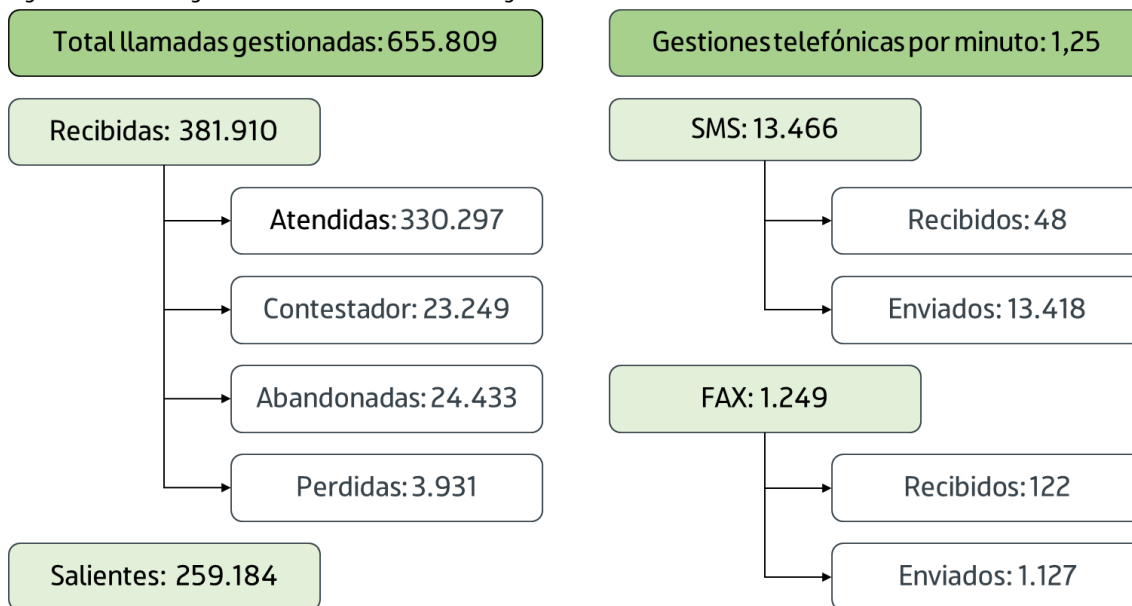 Total llamadas gestionadas: 655.809
Recibidas: 381.910
Atendidas: 330.297
Contestador: 23.249
Abandonadas: 24.433
Perdidas: 3.931
Salientes: 259.184
Gestiones telefónicas por minuto: 1,25
SMS: 13.466
Recibidos: 48
Enviados: 13.418
FAX: 1.249
Recibidos: 122
Enviados: 1.127